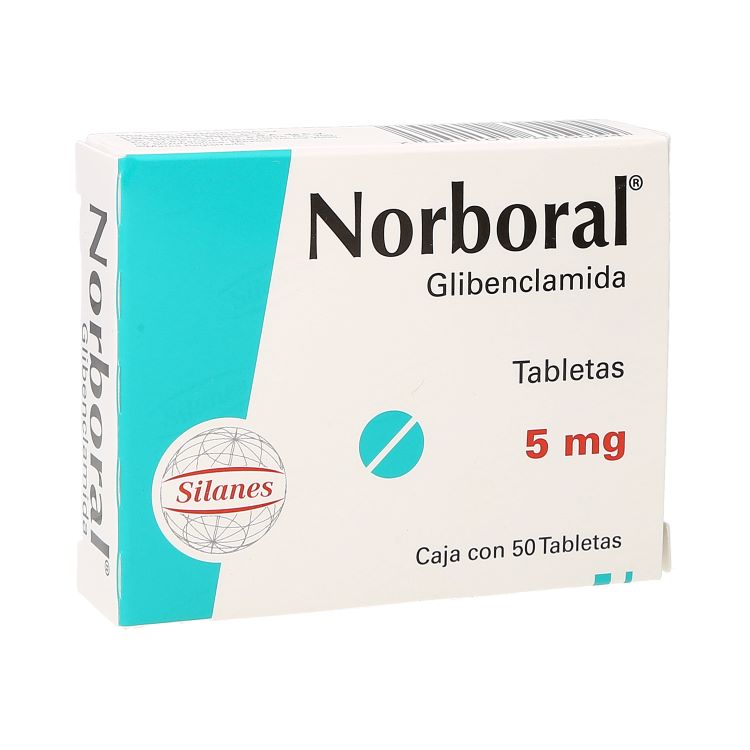 Norboral®
Glibenclamida
Tabletas
5 mg
Silanes
Caja con 50 Tabletas
Norboral®
Glibenclamida